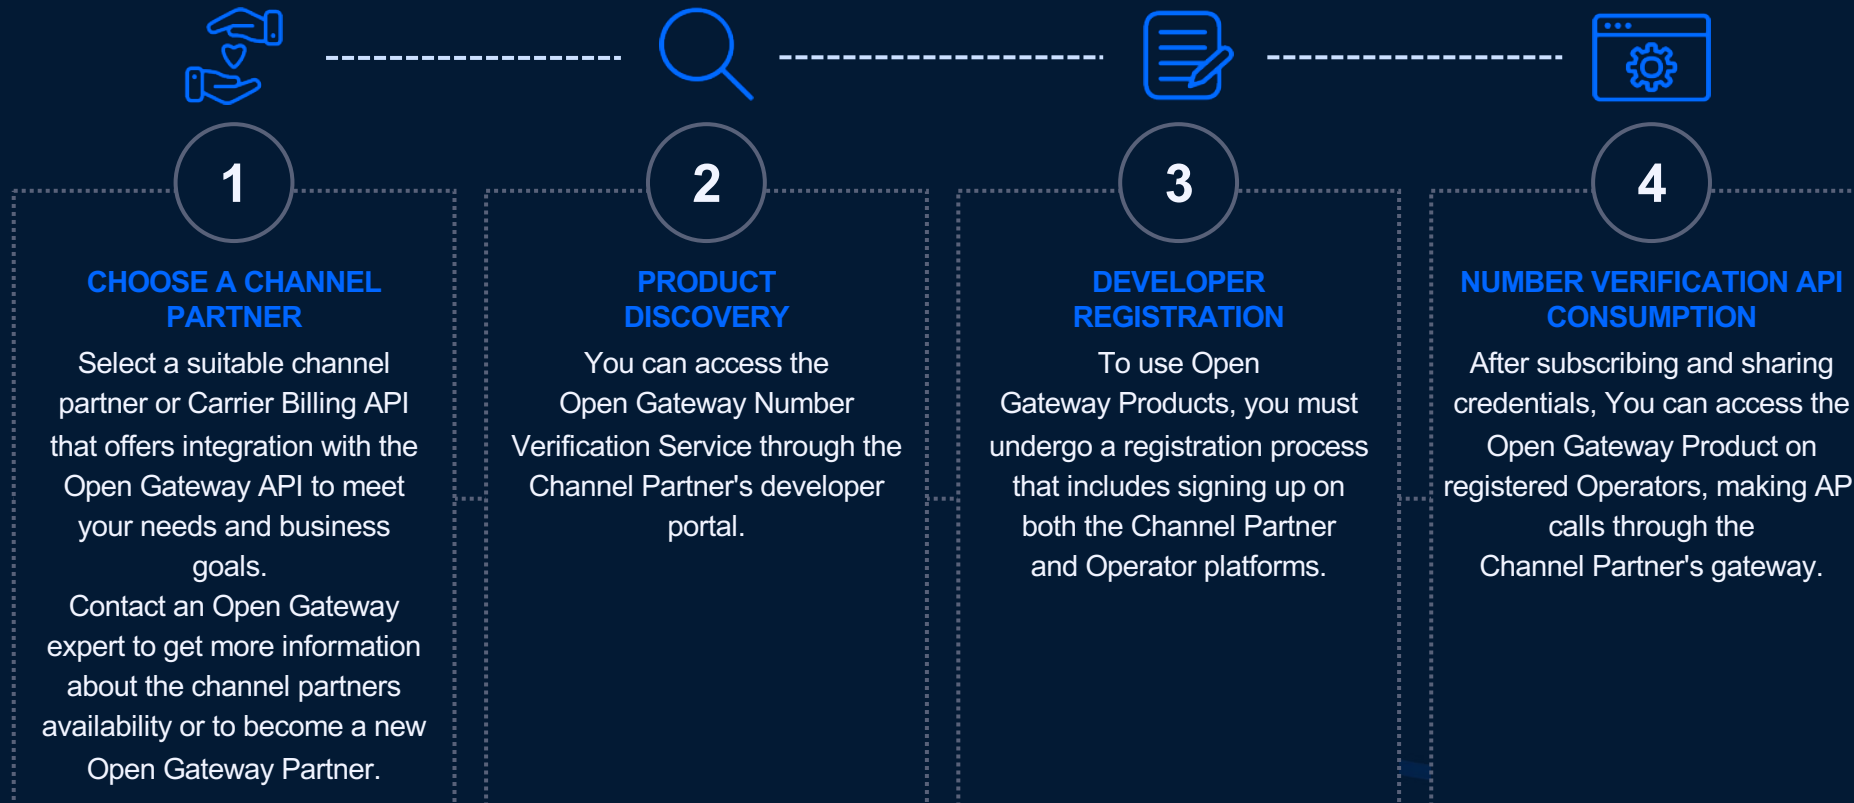 1
CHOOSE A CHANNEL
PARTNER
Select a suitable channel
partner or Carrier Billing API
that offers integration with the
Open Gateway API to meet
your needs and business
goals.
Contact an Open Gateway
expert to get more information
about the channel partners
availability or to become a new
Open Gateway Partner.
2
PRODUCT
DISCOVERY
You can access the
Open Gateway Number
Verification Service through the
Channel Partner's developer
portal.
3
DEVELOPER
REGISTRATION
To use Open
Gateway Products, you must
undergo a registration process
that includes signing up on
both the Channel Partner
and Operator platforms.
4
NUMBER VERIFICATION API
CONSUMPTION
After subscribing and sharing
credentials, You can access the
Open Gateway Product on
registered Operators, making AP
calls through the
Channel Partner's gateway.